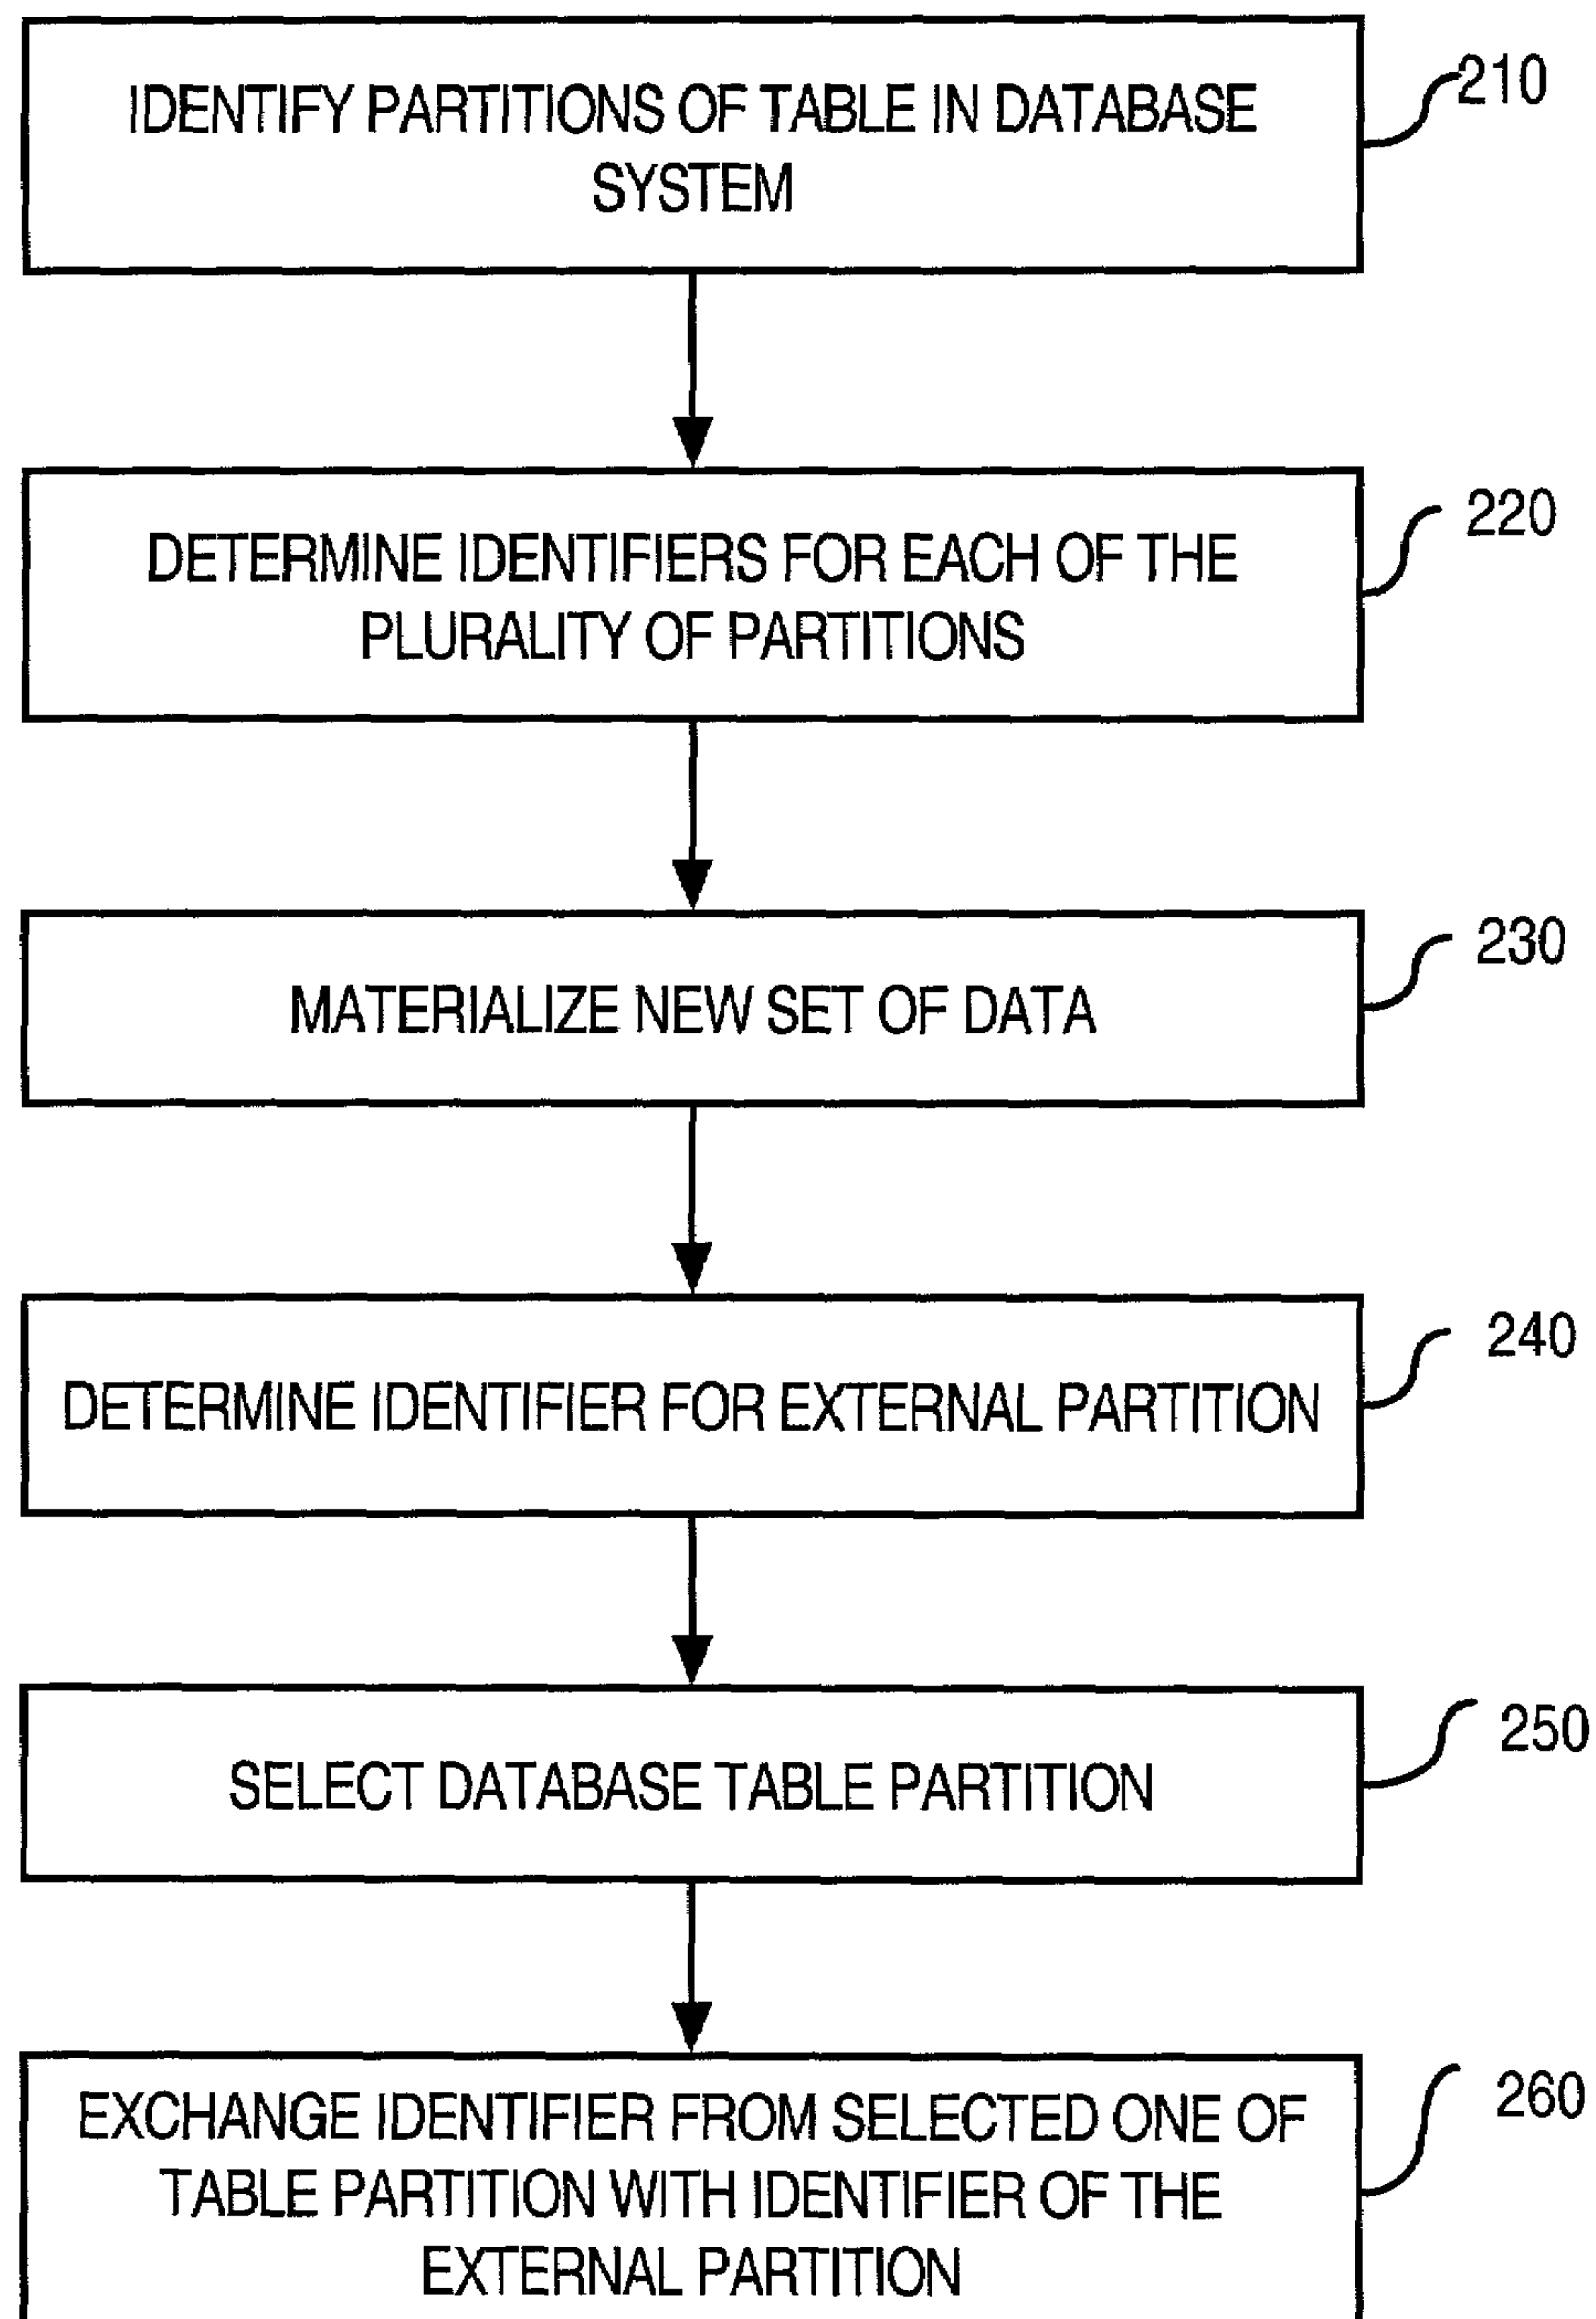 IDENTIFY PARTITIONS OF TABLE IN DATABASE
SYSTEM
210
DETERMINE IDENTIFIERS FOR EACH OF THE
PLURALITY OF PARTITIONS
220
MATERIALIZE NEW SET OF DATA
230
DETERMINE IDENTIFIER FOR EXTERNAL PARTITION
240
SELECT DATABASE TABLE PARTITION
250
EXCHANGE IDENTIFIER FROM SELECTED ONE OF
TABLE PARTITION WITH IDENTIFIER OF THE
EXTERNAL PARTITION
260